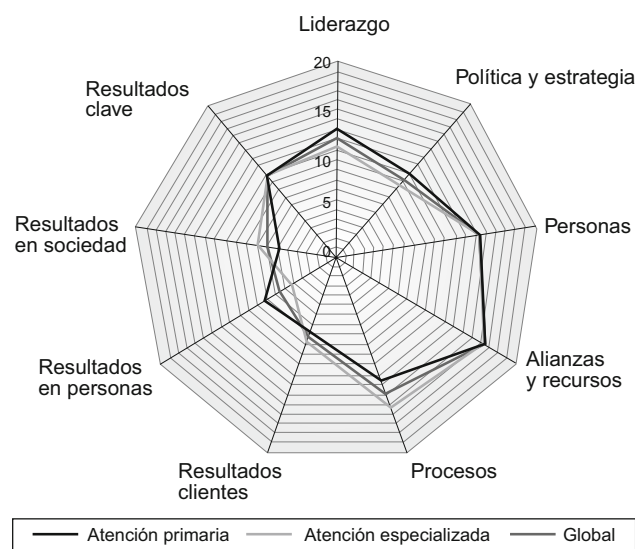 Liderazgo
20
Política y estrategia
Resultados
clave
15
10
5
Personas
Resultados
en sociedad
0
Resultados
en personas
Alianzas
y recursos
Resultados
clientes
Procesos
Atención primaria
Atención especializada
Global